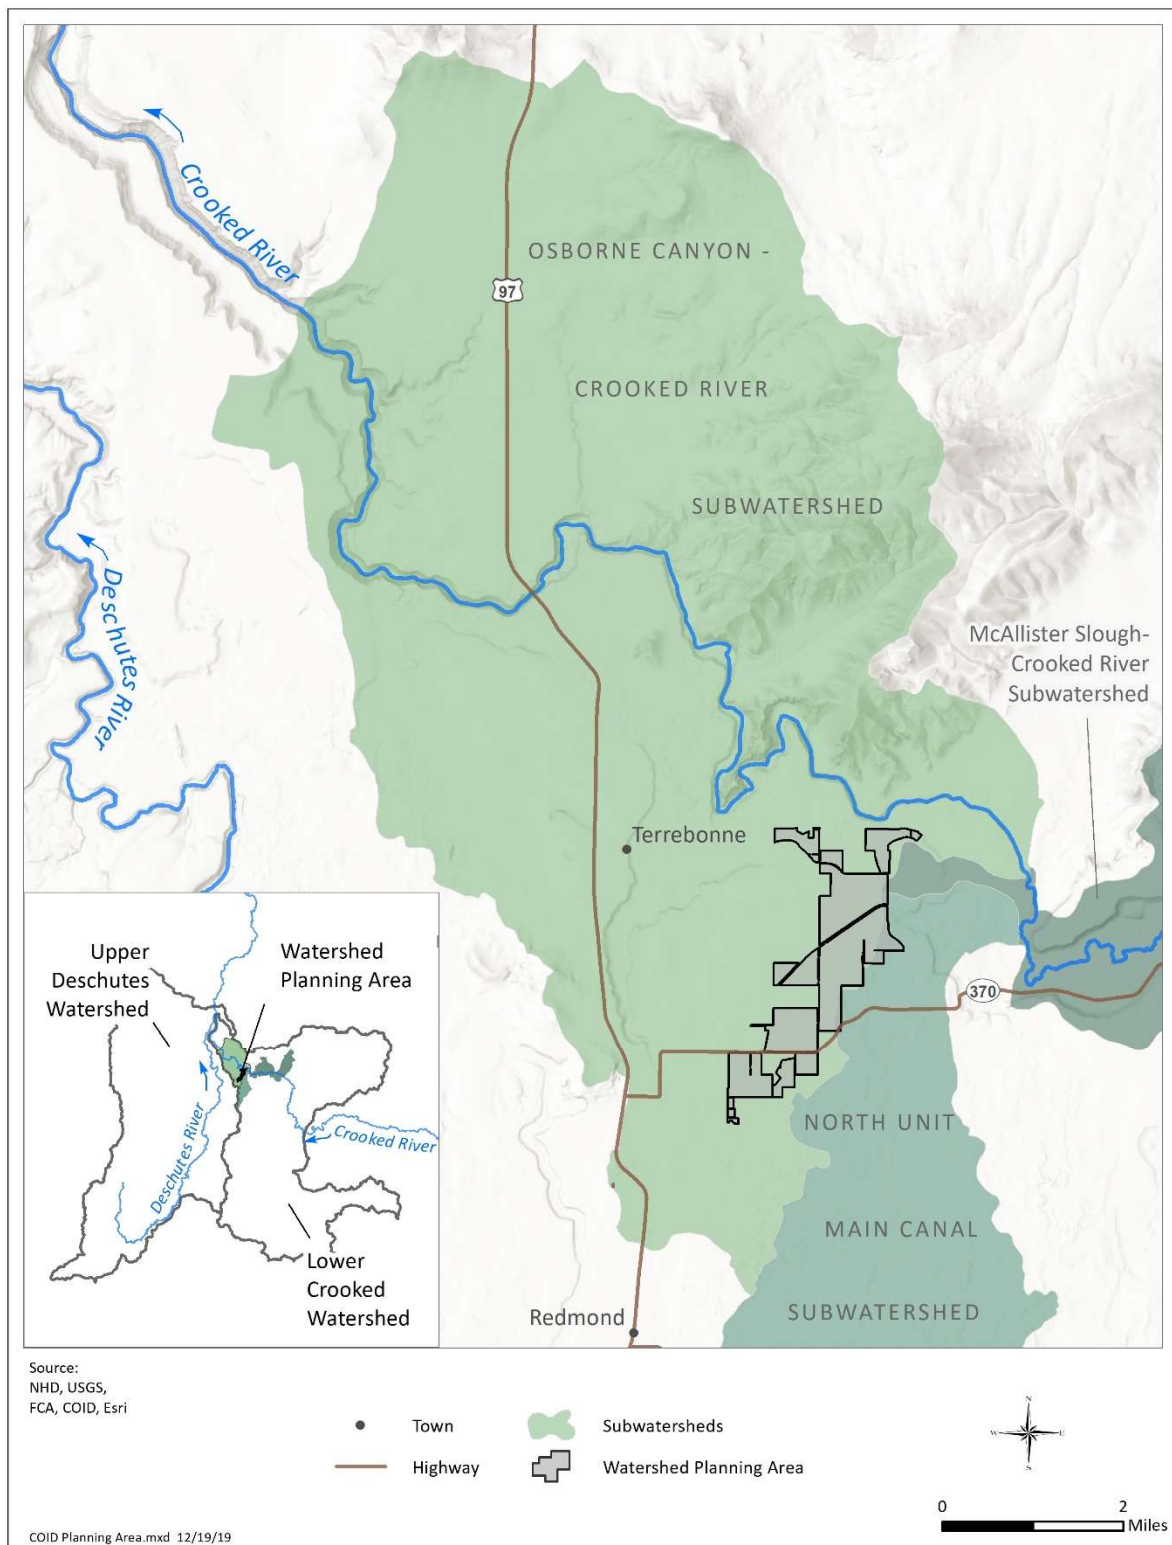 Crooked River
OSBORNE CANYON -
97
CROOKED RIVER
SUBWATERSHED
Deschutes River
McAllister Slough-
Crooked River
Subwatershed
Terrebonne
370
NORTH UNIT
MAIN CANAL
SUBWATERSHED
Redmond
Upper
Deschutes
Watershed
Watershed
Planning Area
Deschutes River
Crooked River
Lower
Crooked
Watershed
Source:
NHD, USGS,
FCA, COID, Esri
Town
Subwatersheds
Highway
Watershed Planning Area
N
W
E
S
0 2
Miles
COID Planning Area.mxd 12/19/19